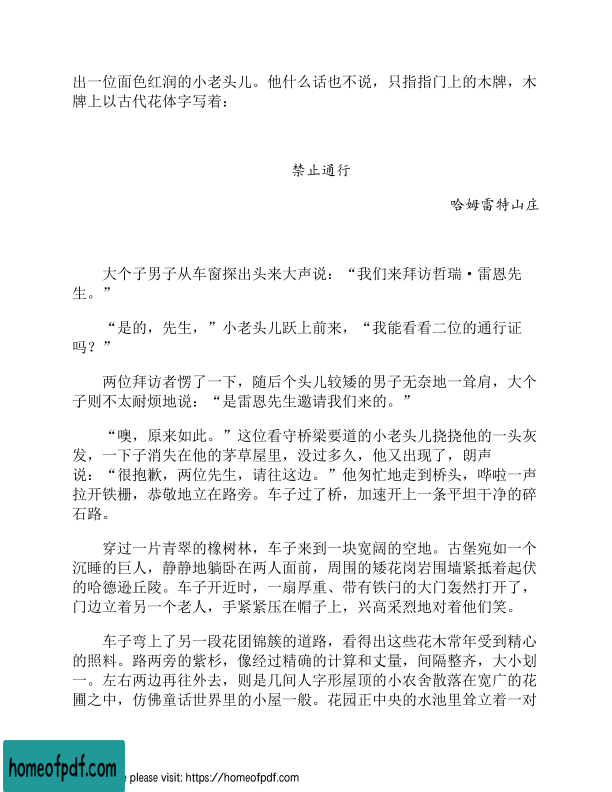 出一位面色红润的小老头儿。他什么话也不说，只指指门上的木牌，木
牌上以古代花体字写着：
禁止通行
哈姆雷特山庄
大个子男子从车窗探出头来大声说：“我们来拜访哲瑞·雷恩先
生。”
“是的，先生，”小老头儿跃上前来，“我能看看二位的通行证
吗？”
两位拜访者愣了一下，随后个头儿较矮的男子无奈地一耸肩，大个
子则不太耐烦地说：“是雷恩先生邀请我们来的。”
“噢，原来如此。”这位看守桥梁要道的小老头儿挠挠他的一头灰
发，一下子消失在他的茅草屋里，没过多久，他又出现了，朗声
说：“很抱歉，两位先生，请往这边。”他匆忙地走到桥头，哗啦一声
拉开铁栅，恭敬地立在路旁。车子过了桥，加速开上一条平坦干净的碎
石路。
穿过一片青翠的橡树林，车子来到一块宽阔的空地。古堡宛如一个
沉睡的巨人，静静地躺卧在两人面前，周围的矮花岗岩围墙紧抵着起伏
的哈德逊丘陵。车子开近时，一扇厚重、带有铁闩的大门轰然打开了，
门边立着另一个老人，手紧紧压在帽子上，兴高采烈地对着他们笑。
车子弯上了另一段花团锦簇的道路，看得出这些花木常年受到精心
的照料。路两旁的紫杉，像经过精确的计算和丈量，间隔整齐，大小划
一。左右两边再往外去，则是几间人字形屋顶的小农舍散落在宽广的花
圃之中，仿佛童话世界里的小屋一般。花园正中央的水池里耸立着一对
homeofpdf.com
e please visit: https://homeofpdf.com